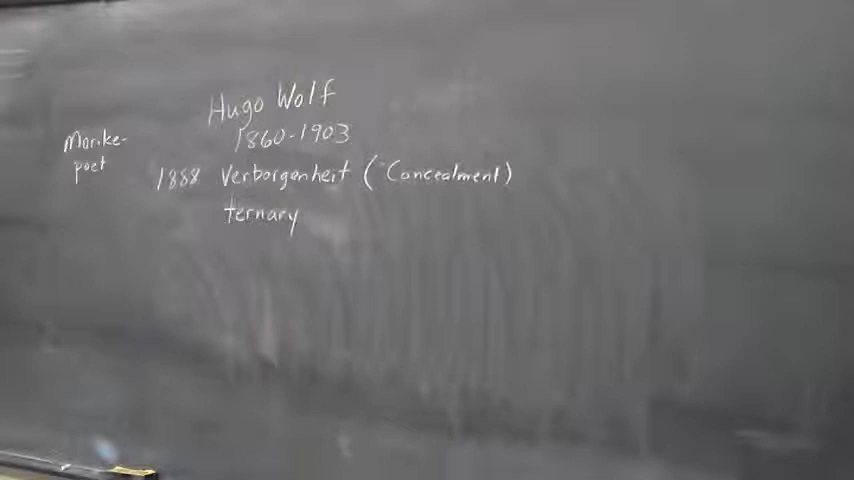 Hugo Wolf
1860-1903
Morike-
poet
1888 Verborgenheit ("Concealment)
ternary